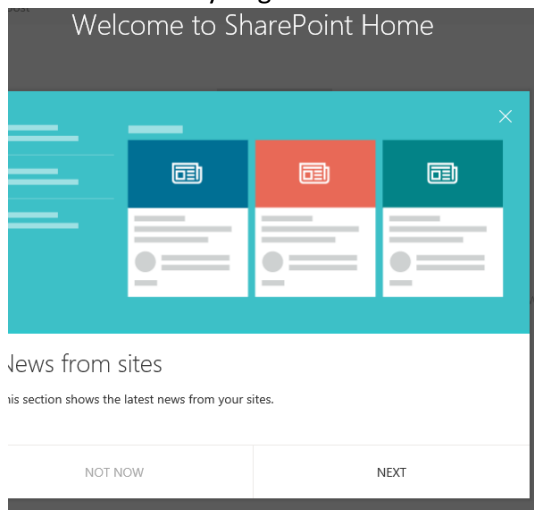 Welcome to SharePoint Home
News from sites
his section shows the latest news from your sites.
NOT NOW
NEXT